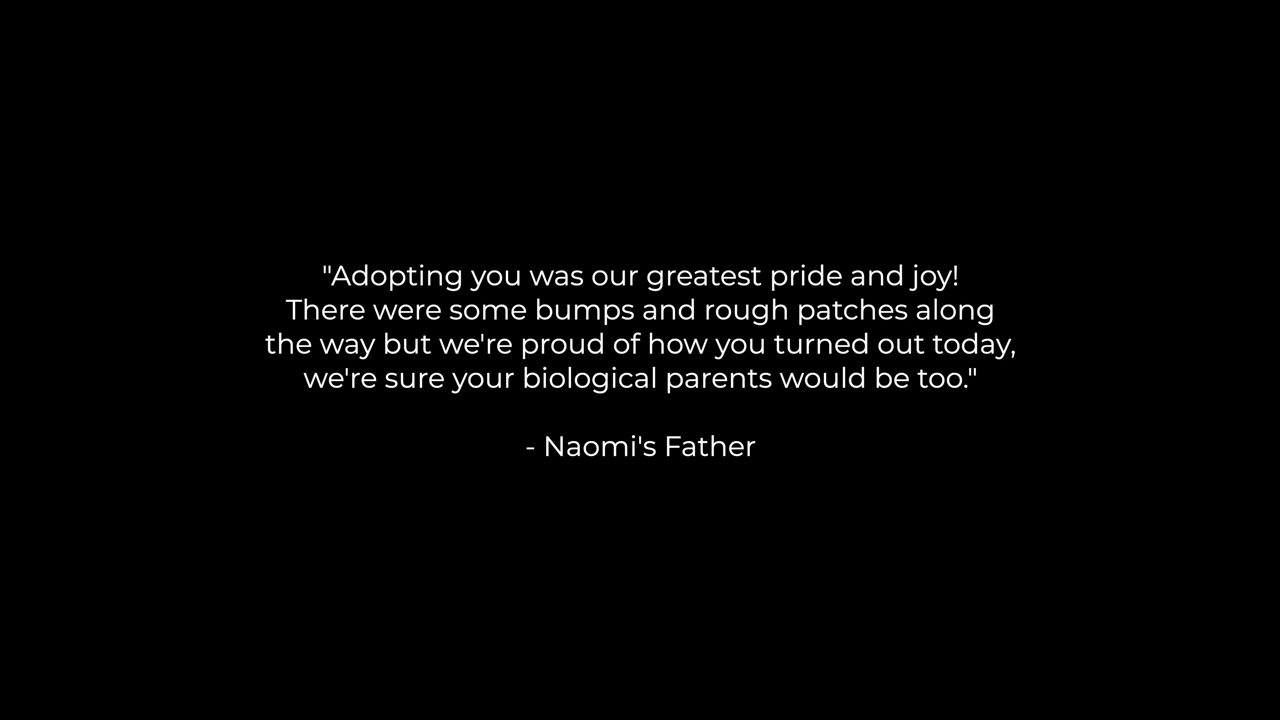 "Adopting you was our greatest pride and joy!
There were some bumps and rough patches along
the way but we're proud of how you turned out today,
we're sure your biological parents would be too."
- Naomi's Father